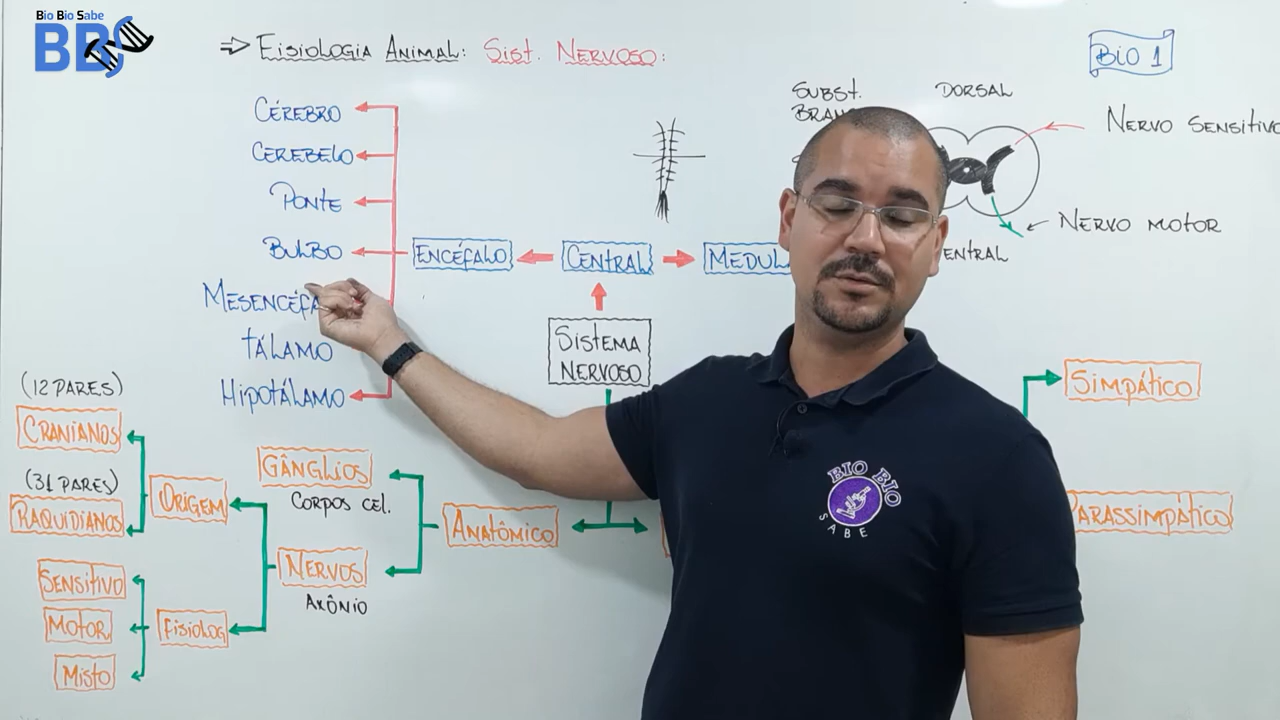 Bio Bio Sabe
BBS
⇒ Fisiologia Animal: Sist. Nervoso:
BIO 1
Cérebro
Cerebelo
Ponte
Bulbo
Mesencéfa
Tálamo
Hipotálamo
Encéfalo
Central
Medul
Sistema
Nervoso
Subst.
Bran
Dorsal
Nervo Sensitivo
Nervo Motor
entral
Simpático
Parassimpático
(12 pares)
Cranianos
(31 pares)
Raquidianos
Origem
Gânglios
Corpos cel.
Anatômico
Nervos
Axônio
Sensitivo
Motor
Misto
Fisiolog
BIO BIO
SABE